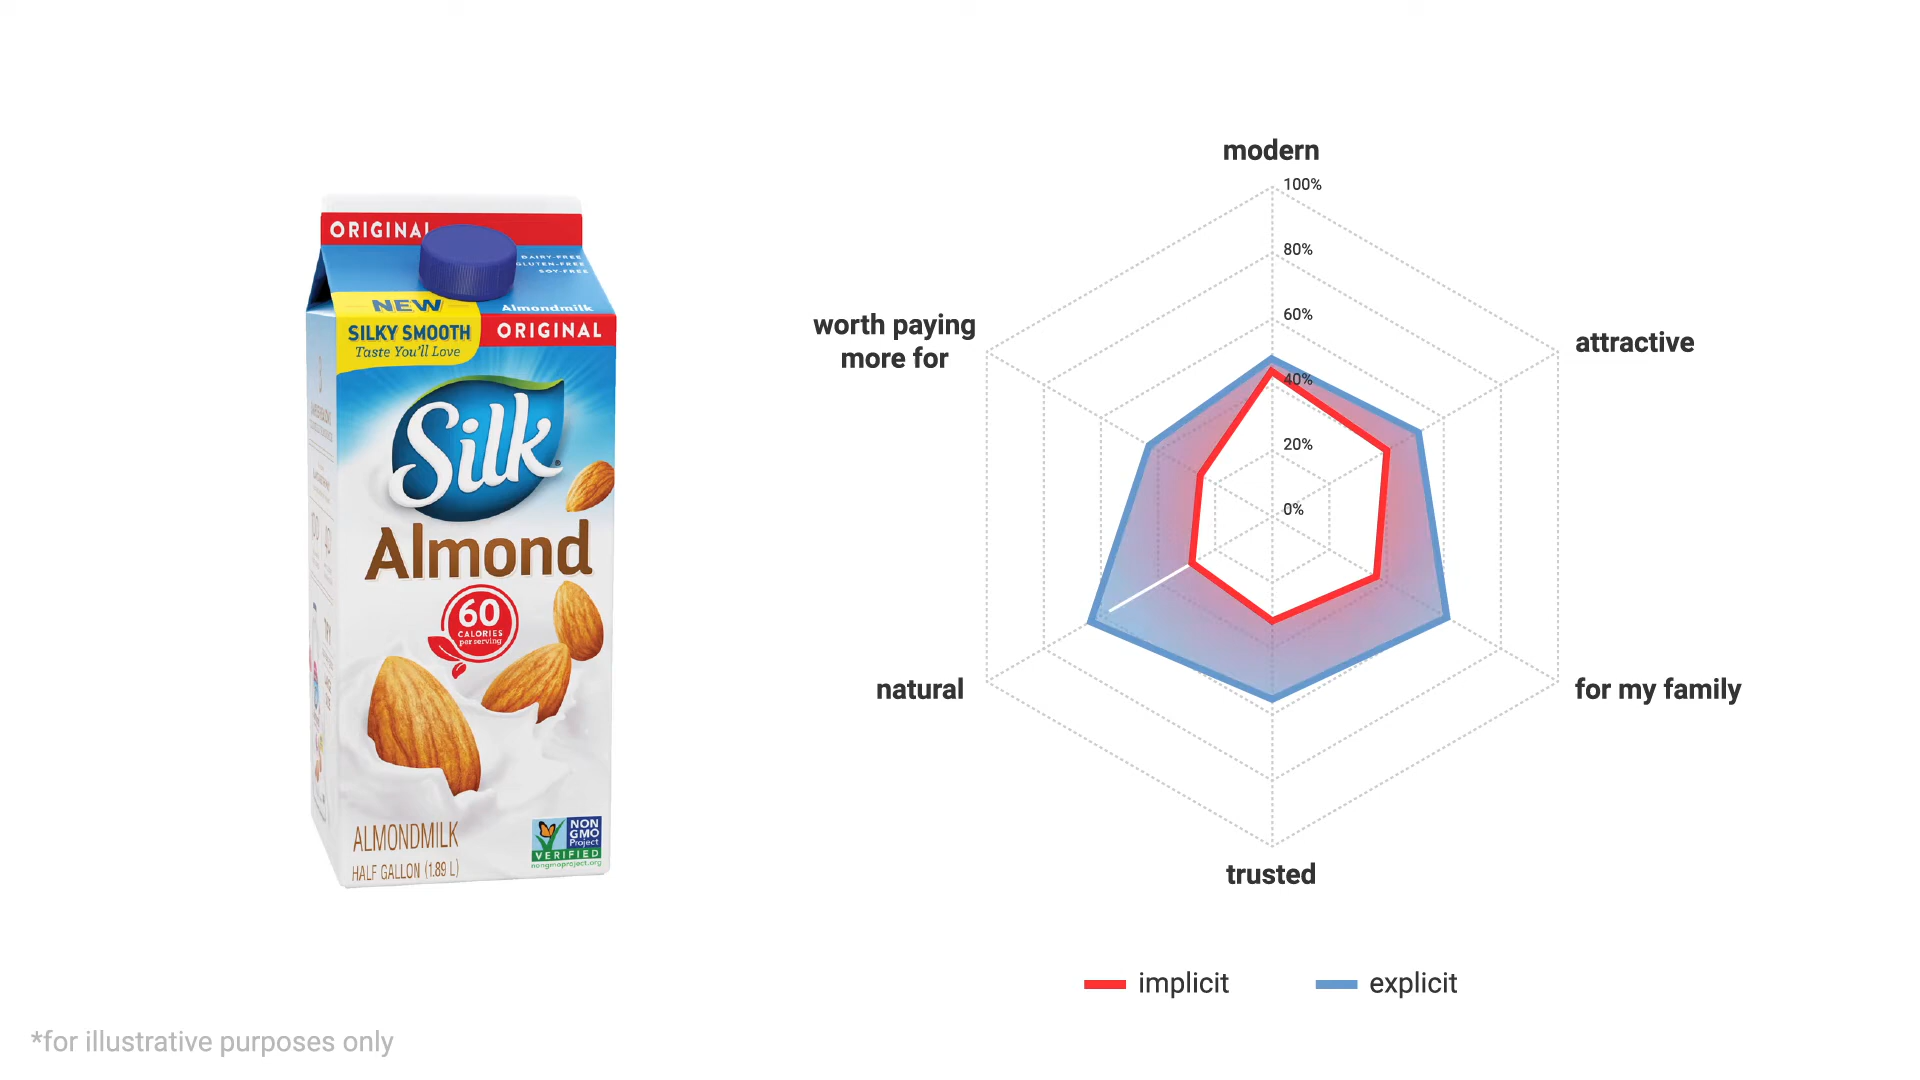 ORIGINAL
DAIRY-FREE
GLUTEN-FREE
SOY-FREE
NEW
Almondmilk
SILKY SMOOTH
Taste You'll Love
ORIGINAL
Silk
Almond
60
CALORIES
per serving
ALMONDMILK
HALF GALLON (1.89 L)
NON
GMO
Project
VERIFIED
nongmoproject.org
modern
100%
80%
60%
40%
20%
0%
attractive
for my family
trusted
natural
worth paying
more for
implicit
explicit
*for illustrative purposes only